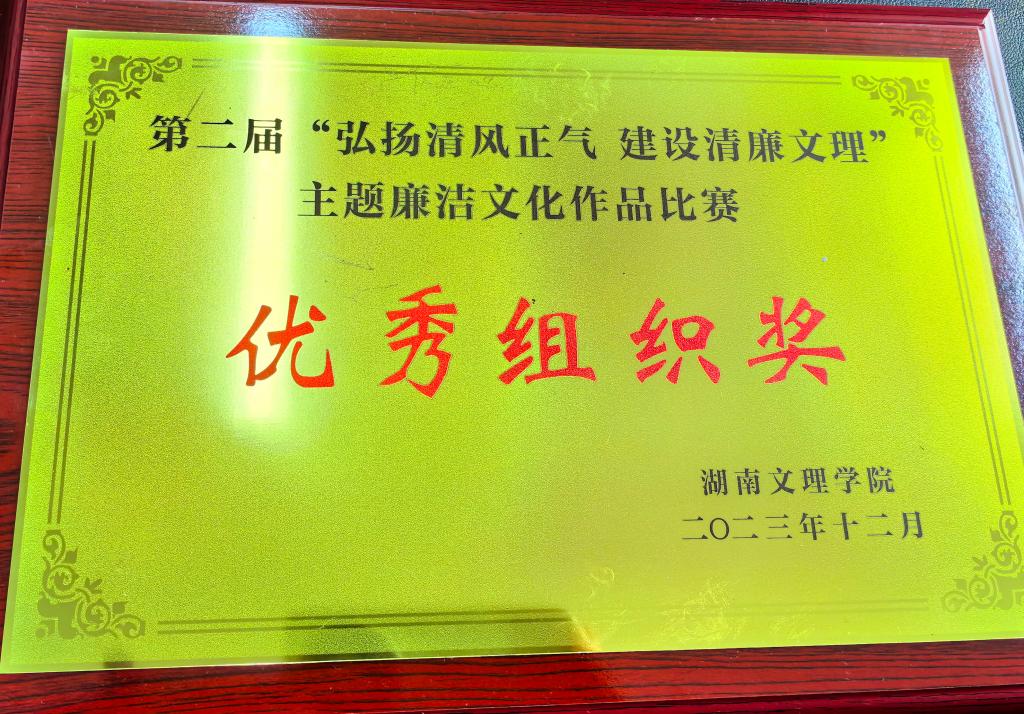 第二届“弘扬清风正气 建设清廉文理”
主题廉洁文化作品比赛
优秀组织奖
湖南文理学院
二〇二三年十二月